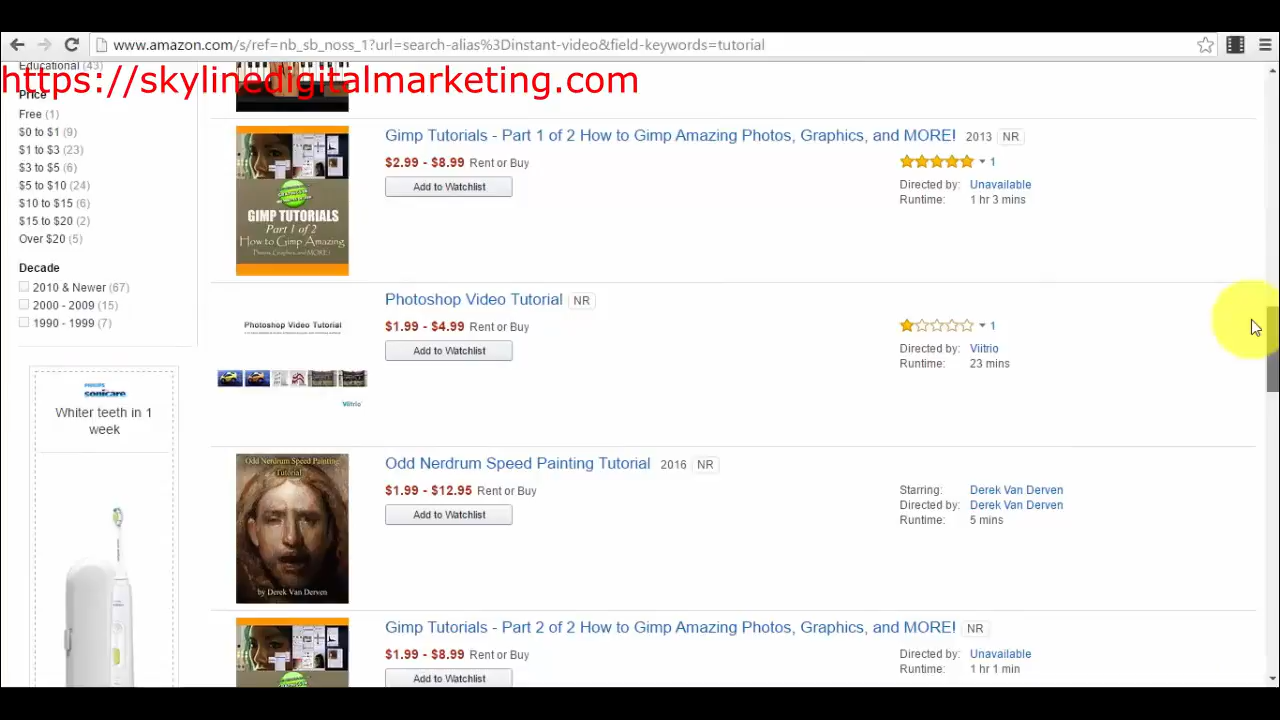 www.amazon.com/s/ref=nb_sb_noss_1?url=search-alias%3Dinstant-video&field-keywords=tutorial
https://skylinedigitalmarketing.com
Educational (43)
Price
Free (1)
$0 to $1 (9)
$1 to $3 (23)
$3 to $5 (6)
$5 to $10 (24)
$10 to $15 (6)
$15 to $20 (2)
Over $20 (5)
Decade
2010 & Newer (67)
2000 - 2009 (15)
1990 - 1999 (7)
PHILIPS
sonicare
Whiter teeth in 1
week
Gimp Tutorials - Part 1 of 2 How to Gimp Amazing Photos, Graphics, and MORE! 2013 NR
$2.99 - $8.99 Rent or Buy
Add to Watchlist
1
Directed by: Unavailable
Runtime: 1 hr 3 mins
GIMP TUTORIALS
Part 1 of 2
How to Gimp Amazing
Photos, Graphics, and MORE!
Photoshop Video Tutorial NR
$1.99 - $4.99 Rent or Buy
Add to Watchlist
1
Directed by: Viitrio
Runtime: 23 mins
Photoshop Video Tutorial
Viitrio
Odd Nerdrum Speed Painting Tutorial 2016 NR
$1.99 - $12.95 Rent or Buy
Add to Watchlist
Starring: Derek Van Derven
Directed by: Derek Van Derven
Runtime: 5 mins
Odd Nerdrum Speed Painting
Tutorial
by Derek Van Derven
Gimp Tutorials - Part 2 of 2 How to Gimp Amazing Photos, Graphics, and MORE! NR
$1.99 - $8.99 Rent or Buy
Add to Watchlist
Directed by: Unavailable
Runtime: 1 hr 1 min